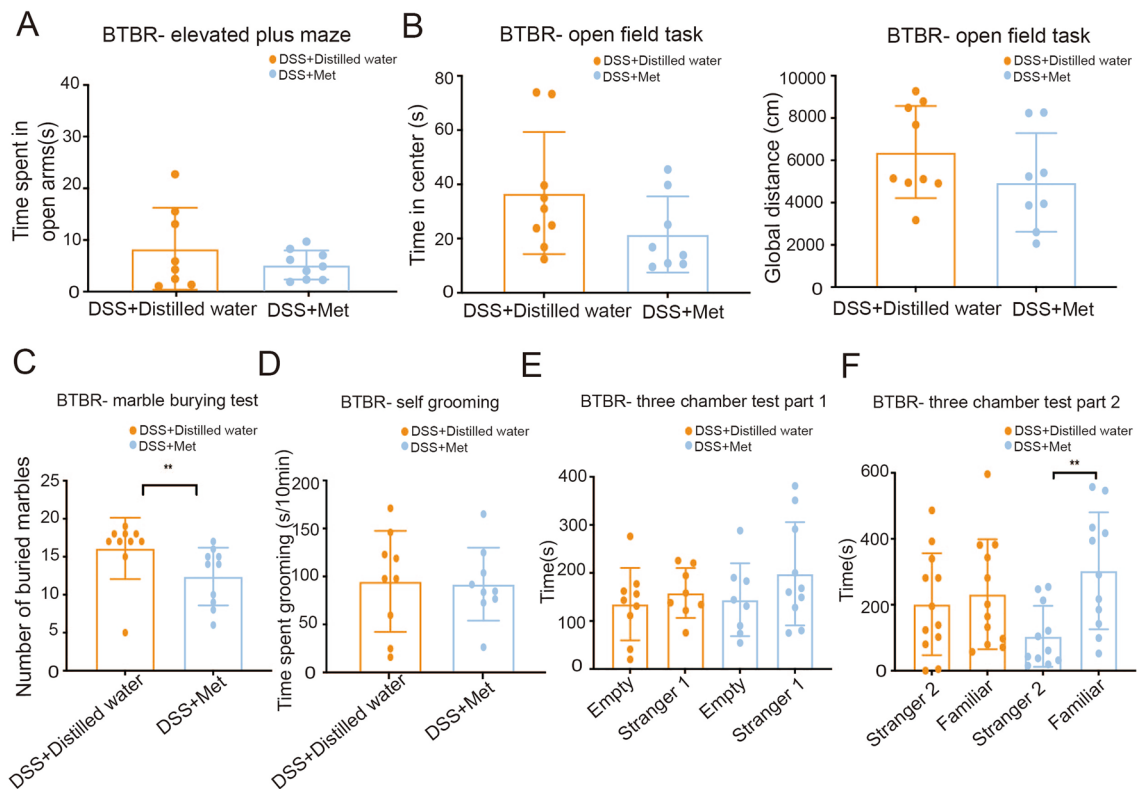 A
BTBR- elevated plus maze
DSS+Distilled water
DSS+Met
Time spent in
open arms(s)
40
30
20
10
0
DSS+Distilled water
DSS+Met
B
BTBR- open field task
DSS+Distilled water
DSS+Met
Time in center (s)
80
60
40
20
0
DSS+Distilled water
DSS+Met
BTBR- open field task
DSS+Distilled water
DSS+Met
Global distance (cm)
10000
8000
6000
4000
2000
0
DSS+Distilled water
DSS+Met
C
BTBR- marble burying test
DSS+Distilled water
DSS+Met
**
Number of buried marbles
25
20
15
10
5
0
DSS+Distilled water
DSS+Met
D
BTBR- self grooming
DSS+Distilled water
DSS+Met
Time spent grooming (s/10min)
200
150
100
50
0
DSS+Distilled water
DSS+Met
E
BTBR- three chamber test part 1
DSS+Distilled water
DSS+Met
Time(s)
400
300
200
100
0
Empty
Stranger 1
Empty
Stranger 1
F
BTBR- three chamber test part 2
DSS+Distilled water
DSS+Met
**
Time(s)
600
400
200
0
Stranger 2
Familiar
Stranger 2
Familiar